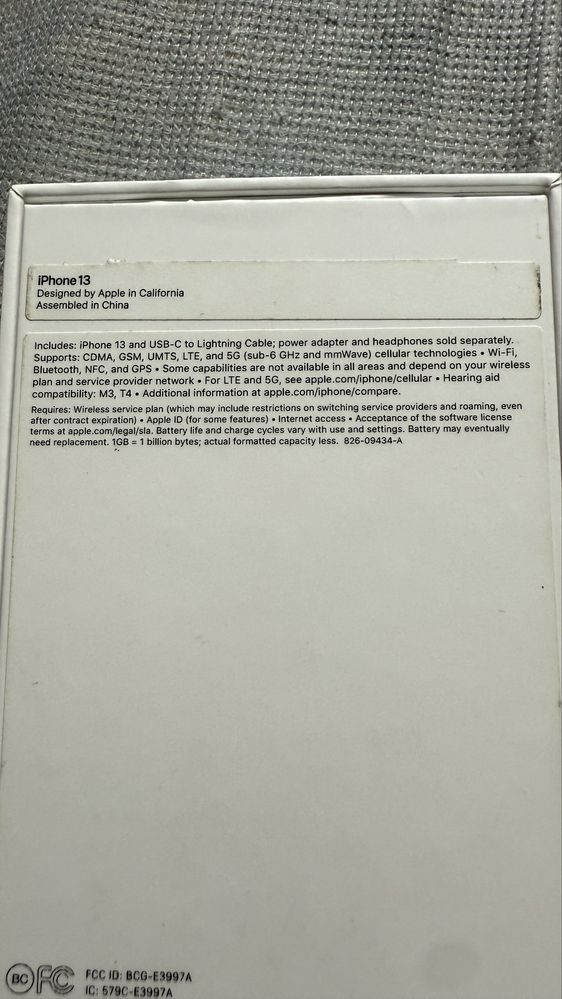 iPhone 13
Designed by Apple in California
Assembled in China
Includes: iPhone 13 and USB-C to Lightning Cable; power adapter and headphones sold separately.
Supports: CDMA, GSM, UMTS, LTE, and 5G (sub-6 GHz and mmWave) cellular technologies • Wi-Fi,
Bluetooth, NFC, and GPS • Some capabilities are not available in all areas and depend on your wireless
plan and service provider network • For LTE and 5G, see apple.com/iphone/cellular • Hearing aid
compatibility: M3, T4 • Additional information at apple.com/iphone/compare.
Requires: Wireless service plan (which may include restrictions on switching service providers and roaming, even
after contract expiration) • Apple ID (for some features) • Internet access • Acceptance of the software license
terms at apple.com/legal/sla. Battery life and charge cycles vary with use and settings. Battery may eventually
need replacement. 1GB = 1 billion bytes; actual formatted capacity less. 826-09434-A
BC FC FCC ID: BCG-E3997A
IC: 579C-E3997A